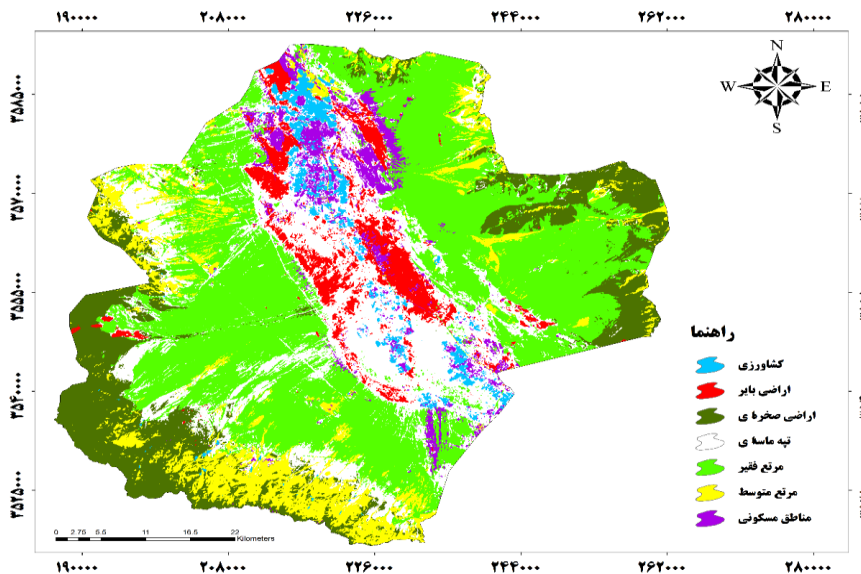 ۱۹۰۰۰۰ ۲۰۸۰۰۰ ۲۲۶۰۰۰ ۲۴۴۰۰۰ ۲۶۲۰۰۰ ۲۸۰۰۰۰
N
W E
S
۳۵۸۵۰۰۰
۳۵۷۰۰۰۰
۳۵۵۵۰۰۰
۳۵۴۰۰۰۰
۳۵۲۵۰۰۰
راهنما
کشاورزی
اراضی بایر
اراضی صخرهٔ ی
تپه ماسهٔ ی
مرتع فقیر
مرتع متوسط
مناطق مسکونی
0 2.75 5.5 11 16.5 22
Kilometers
۱۹۰۰۰۰ ۲۰۸۰۰۰ ۲۲۶۰۰۰ ۲۴۴۰۰۰ ۲۶۲۰۰۰ ۲۸۰۰۰۰